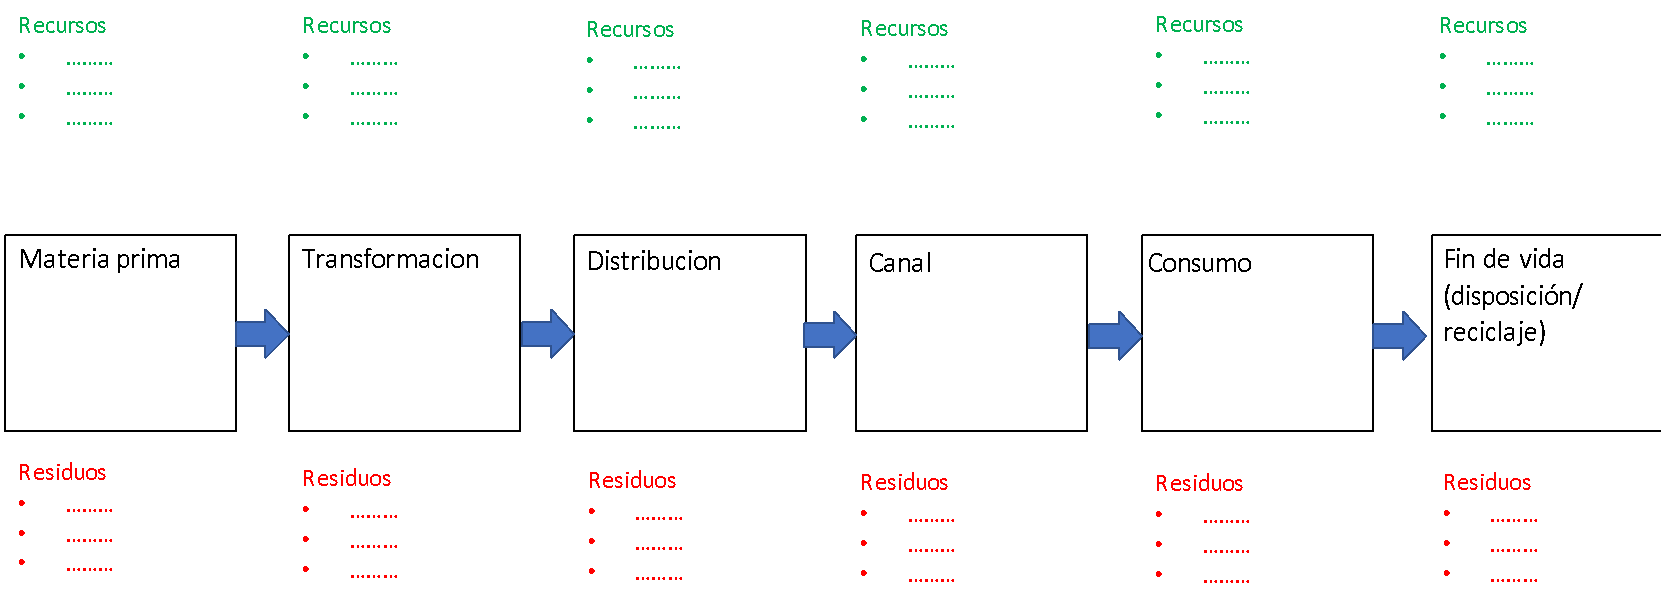 Recursos
• .........
• .........
• .........
Recursos
• .........
• .........
• .........
Recursos
• .........
• .........
• .........
Recursos
• .........
• .........
• .........
Recursos
• .........
• .........
• .........
Recursos
• .........
• .........
• .........
Materia prima
Transformacion
Distribucion
Canal
Consumo
Fin de vida
(disposición/
reciclaje)
Residuos
• .........
• .........
• .........
Residuos
• .........
• .........
• .........
Residuos
• .........
• .........
• .........
Residuos
• .........
• .........
• .........
Residuos
• .........
• .........
• .........
Residuos
• .........
• .........
• .........